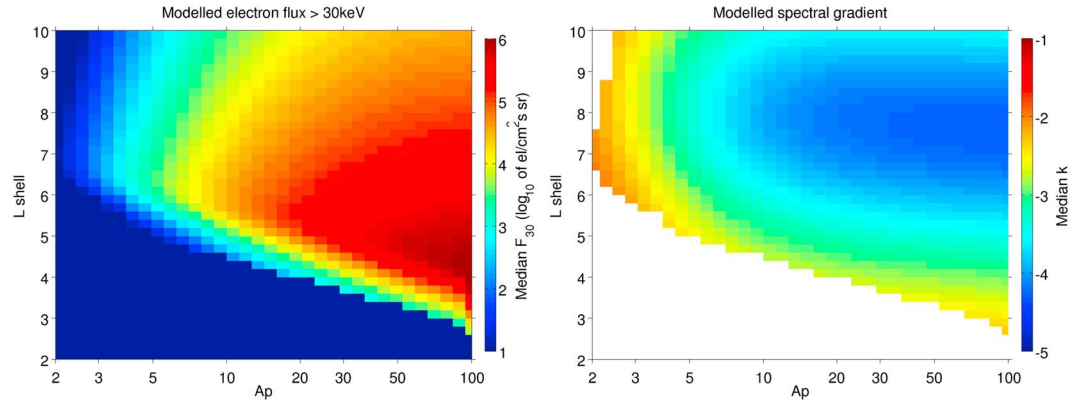 Modelled electron flux > 30keV
10
9
8
7
6
5
4
3
2
L shell
2 3 5 10 20 30 50 100
Ap
6
5
4
3
2
1
Median F30 (log10 of el/cm2s sr)
Modelled spectral gradient
10
9
8
7
6
5
4
3
2
L shell
2 3 5 10 20 30 50 100
Ap
-1
-2
-3
-4
-5
Median k